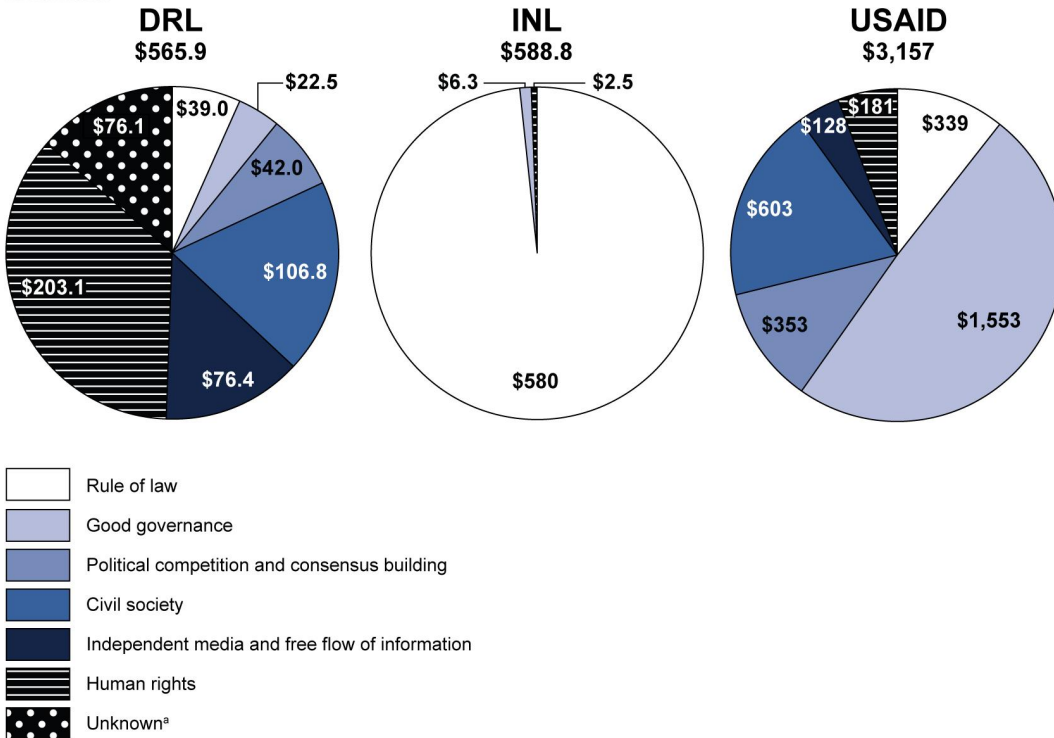 DRL
$565.9
$39.0
$22.5
$42.0
$106.8
$76.4
$203.1
$76.1
INL
$588.8
$6.3
$2.5
$580
USAID
$3,157
$181
$339
$128
$603
$353
$1,553
Rule of law
Good governance
Political competition and consensus building
Civil society
Independent media and free flow of information
Human rights
Unknownᵃ